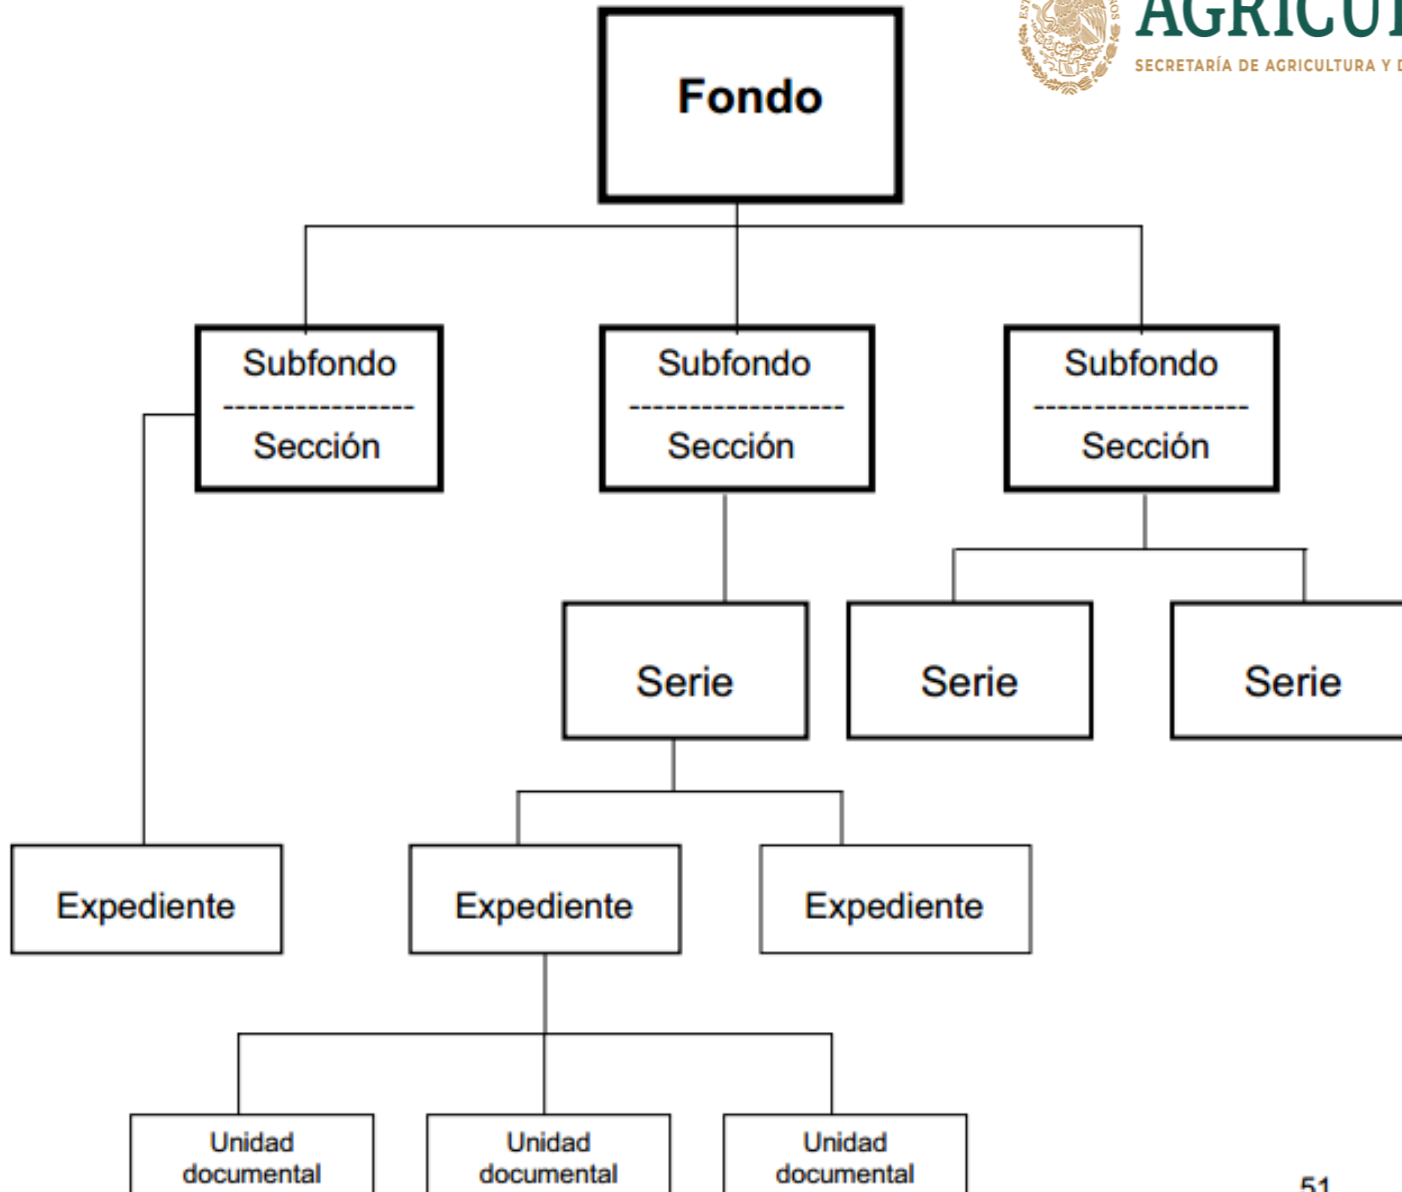 Fondo
SECRETARÍA DE AGRICULTURA Y
Subfondo
----------------
Sección
Subfondo
------------------
Sección
Subfondo
------------------
Sección
Serie
Serie
Serie
Expediente
Expediente
Expediente
Unidad
documental
Unidad
documental
Unidad
documental
51